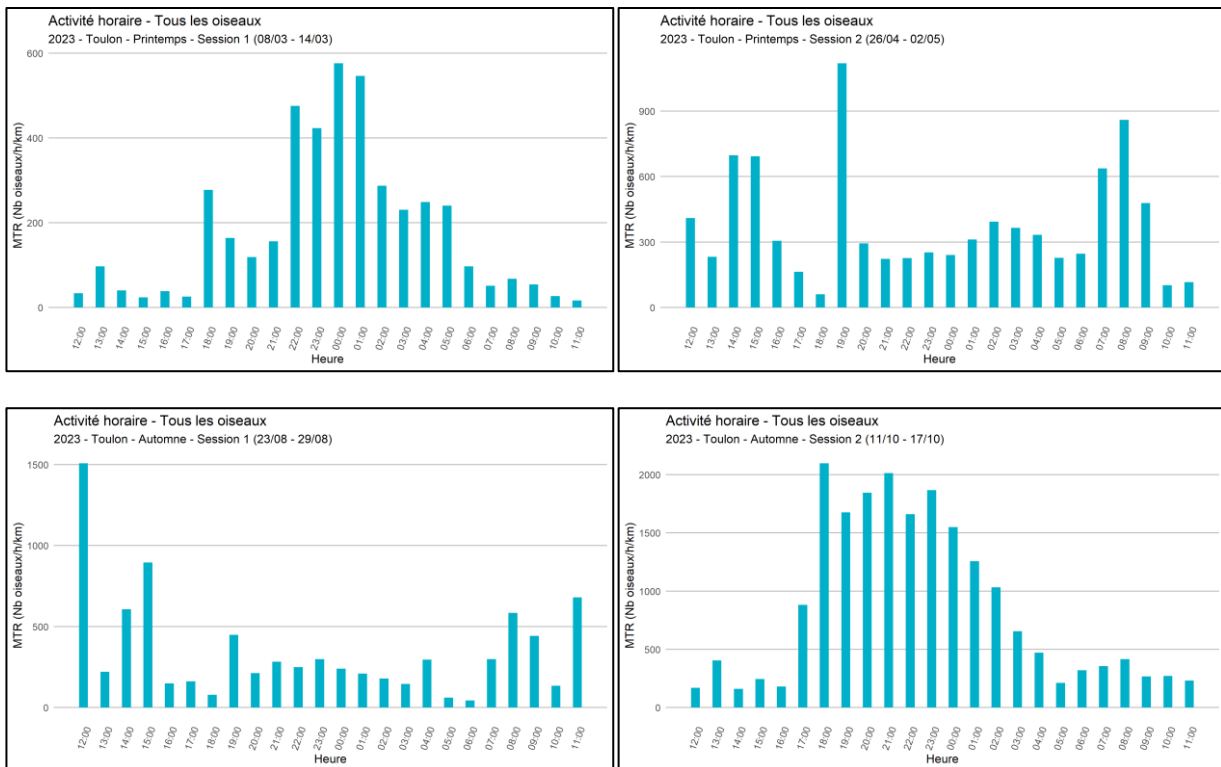 Activité horaire - Tous les oiseaux
2023 - Toulon - Printemps - Session 1 (08/03 - 14/03)
600
400
200
0
MTR (Nb oiseaux/h/km)
12:00 13:00 14:00 15:00 16:00 17:00 18:00 19:00 20:00 21:00 22:00 23:00 00:00 01:00 02:00 03:00 04:00 05:00 06:00 07:00 08:00 09:00 10:00 11:00
Heure
Activité horaire - Tous les oiseaux
2023 - Toulon - Printemps - Session 2 (26/04 - 02/05)
900
600
300
0
MTR (Nb oiseaux/h/km)
12:00 13:00 14:00 15:00 16:00 17:00 18:00 19:00 20:00 21:00 22:00 23:00 00:00 01:00 02:00 03:00 04:00 05:00 06:00 07:00 08:00 09:00 10:00 11:00
Heure
Activité horaire - Tous les oiseaux
2023 - Toulon - Automne - Session 1 (23/08 - 29/08)
1500
1000
500
0
MTR (Nb oiseaux/h/km)
12:00 13:00 14:00 15:00 16:00 17:00 18:00 19:00 20:00 21:00 22:00 23:00 00:00 01:00 02:00 03:00 04:00 05:00 06:00 07:00 08:00 09:00 10:00 11:00
Heure
Activité horaire - Tous les oiseaux
2023 - Toulon - Automne - Session 2 (11/10 - 17/10)
2000
1500
1000
500
0
MTR (Nb oiseaux/h/km)
12:00 13:00 14:00 15:00 16:00 17:00 18:00 19:00 20:00 21:00 22:00 23:00 00:00 01:00 02:00 03:00 04:00 05:00 06:00 07:00 08:00 09:00 10:00 11:00
Heure